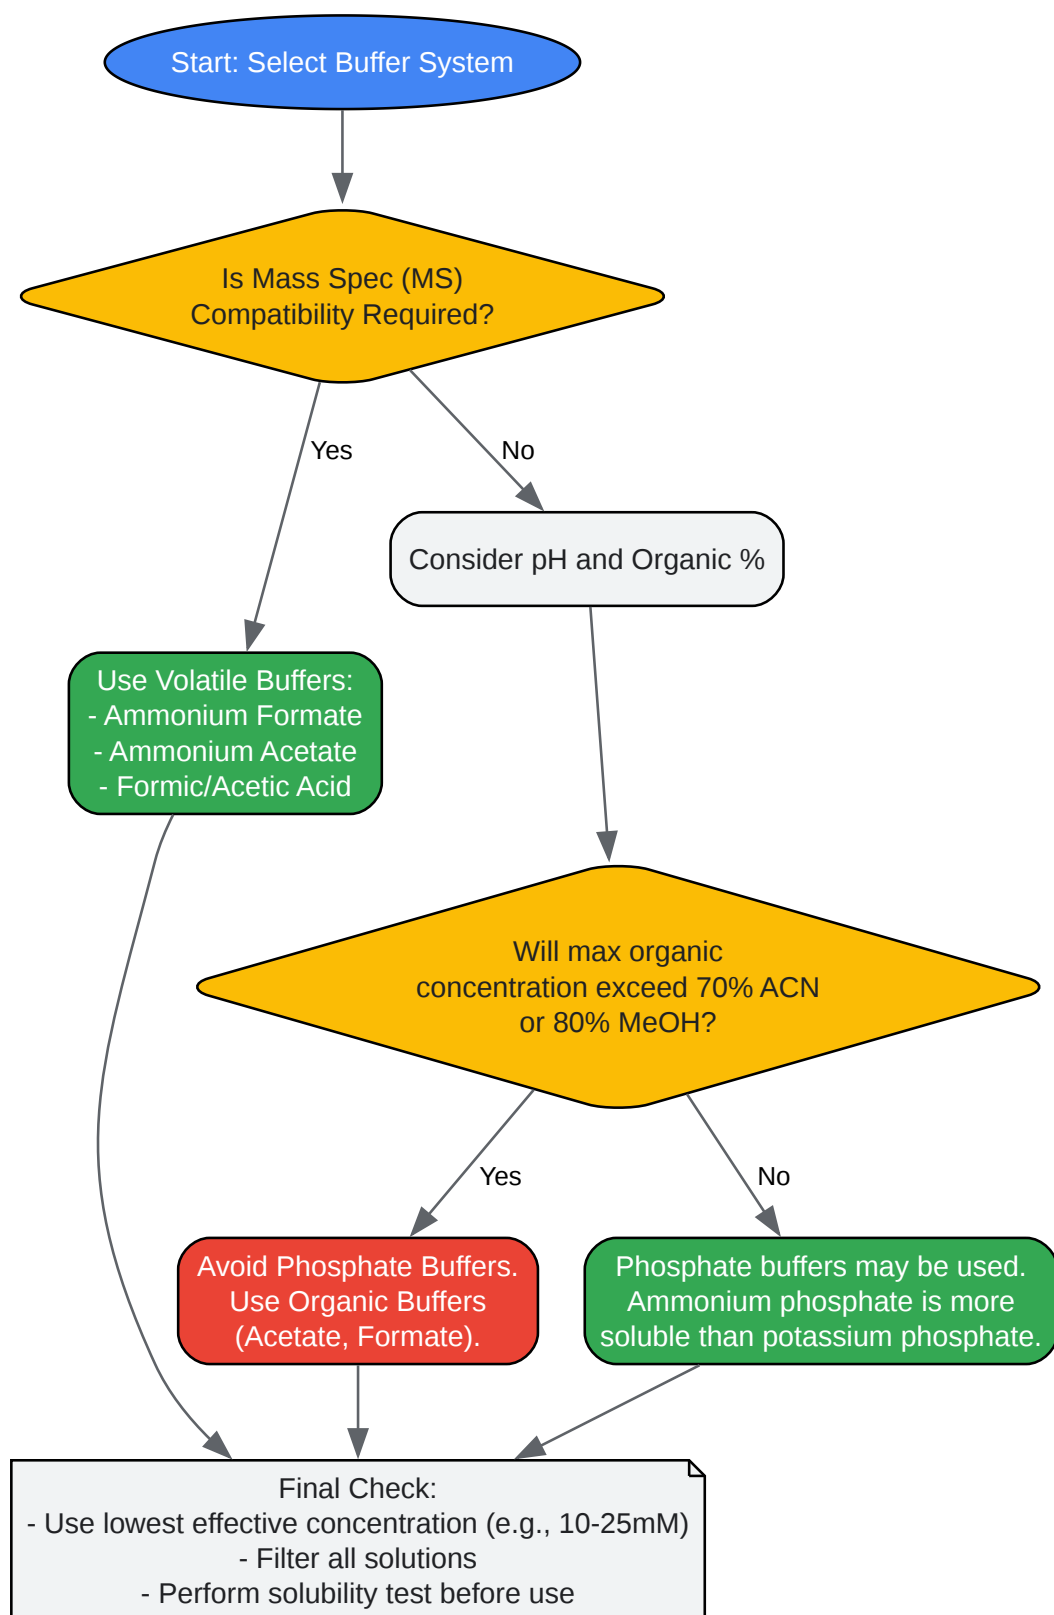 Start: Select Buffer System
Is Mass Spec (MS)
Compatibility Required?
Yes
No
Consider pH and Organic %
Use Volatile Buffers:
- Ammonium Formate
- Ammonium Acetate
- Formic/Acetic Acid
Will max organic
concentration exceed 70% ACN
or 80% MeOH?
Yes
No
Avoid Phosphate Buffers.
Use Organic Buffers
(Acetate, Formate).
Phosphate buffers may be used.
Ammonium phosphate is more
soluble than potassium phosphate.
Final Check:
- Use lowest effective concentration (e.g., 10-25mM)
- Filter all solutions
- Perform solubility test before use